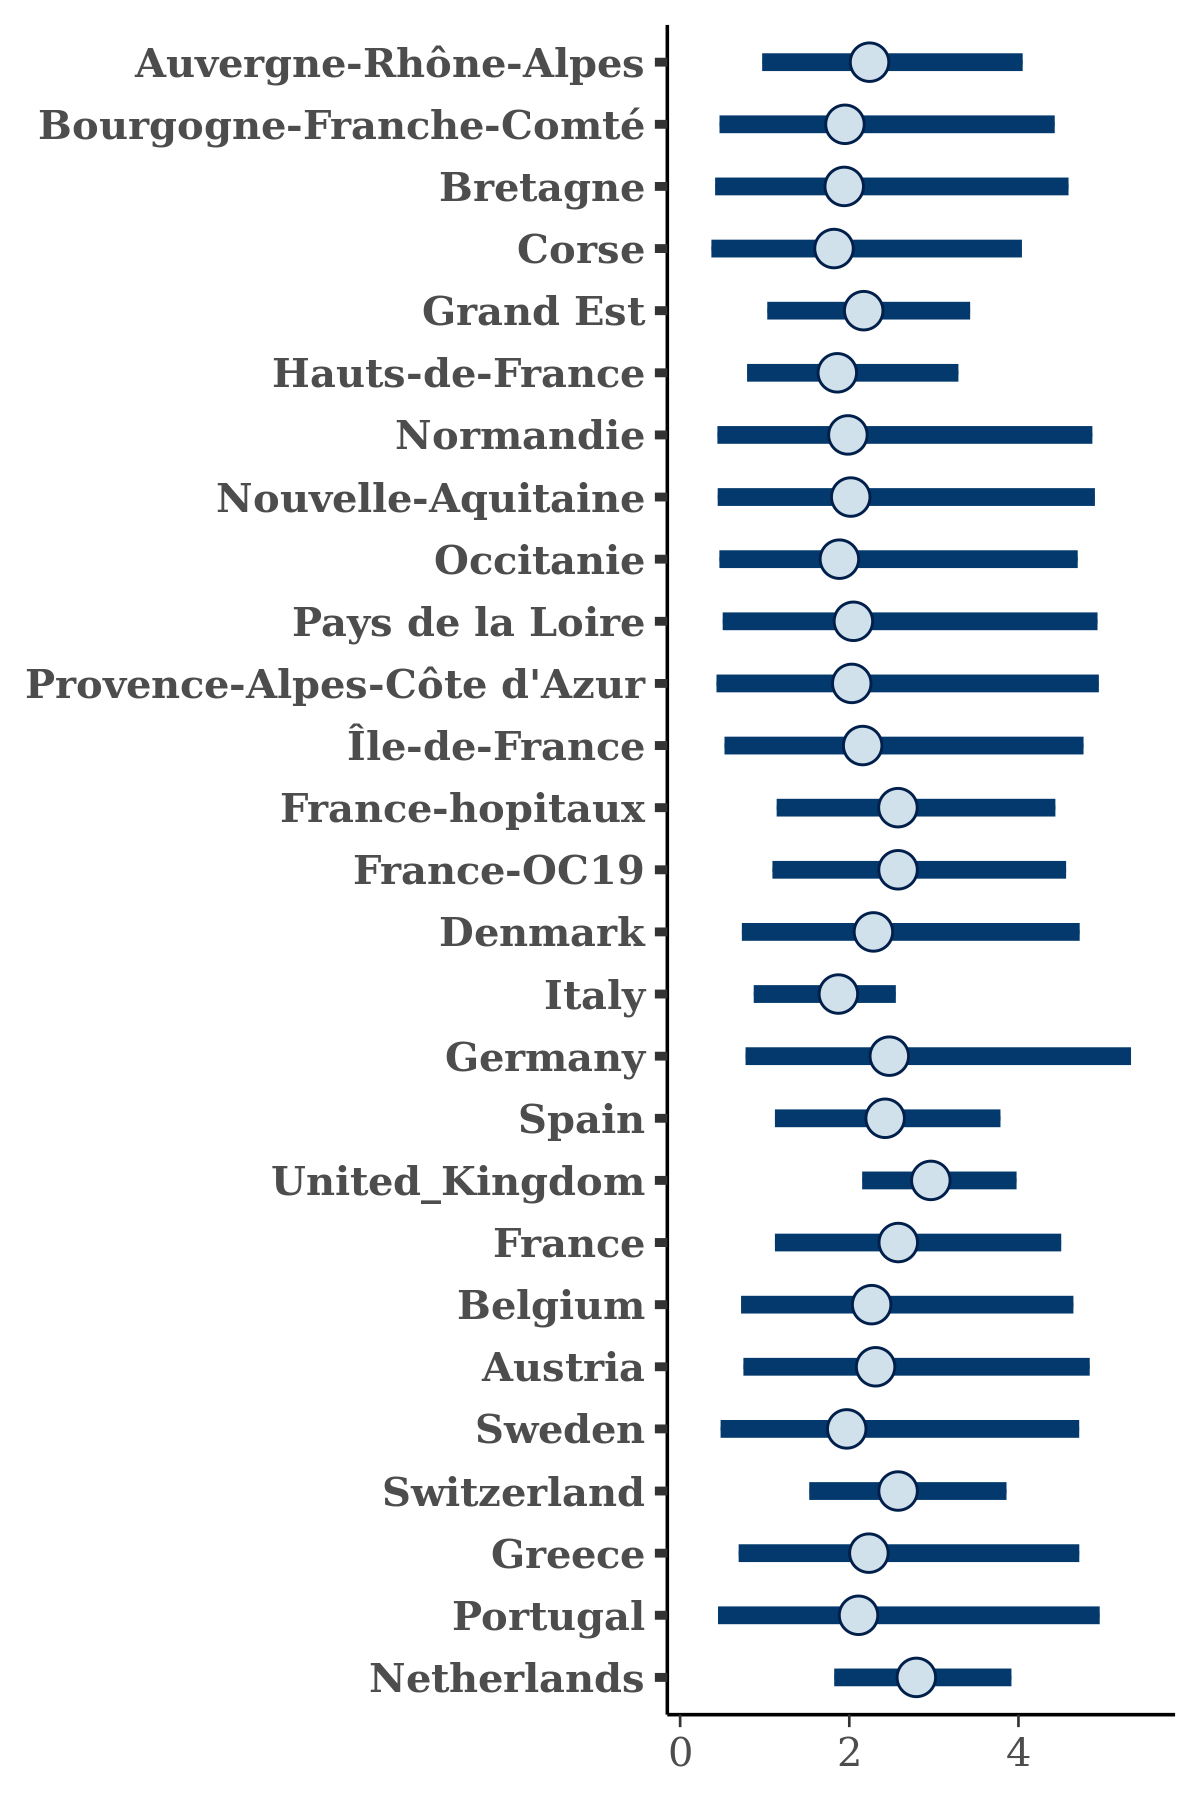 Auvergne-Rhône-Alpes
Bourgogne-Franche-Comté
Bretagne
Corse
Grand Est
Hauts-de-France
Normandie
Nouvelle-Aquitaine
Occitanie
Pays de la Loire
Provence-Alpes-Côte d'Azur
Île-de-France
France-hopitaux
France-OC19
Denmark
Italy
Germany
Spain
United_Kingdom
France
Belgium
Austria
Sweden
Switzerland
Greece
Portugal
Netherlands
0 2 4